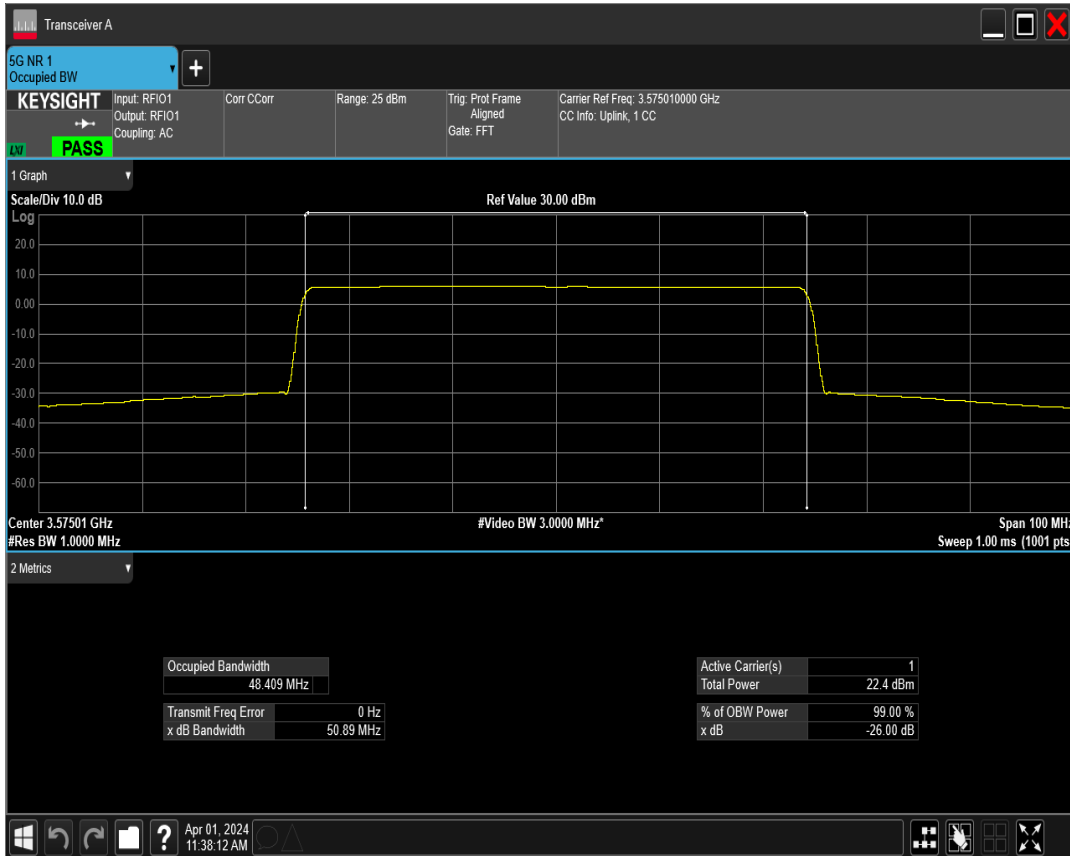 Transceiver A
5G NR 1
Occupied BW
+
KEYSIGHT
LXI
PASS
Input: RFIO1
Output: RFIO1
Coupling: AC
Corr CCorr
Range: 25 dBm
Trig: Prot Frame
Aligned
Gate: FFT
Carrier Ref Freq: 3.575010000 GHz
CC Info: Uplink, 1 CC
1 Graph
Scale/Div 10.0 dB
Ref Value 30.00 dBm
Log
20.0
10.0
0.00
-10.0
-20.0
-30.0
-40.0
-50.0
-60.0
Center 3.57501 GHz
#Video BW 3.0000 MHz*
Span 100 MHz
#Res BW 1.0000 MHz
Sweep 1.00 ms (1001 pts
2 Metrics
Occupied Bandwidth
48.409 MHz
Transmit Freq Error 0 Hz
x dB Bandwidth 50.89 MHz
Active Carrier(s) 1
Total Power 22.4 dBm
% of OBW Power 99.00 %
x dB -26.00 dB
?
Apr 01, 2024
11:38:12 AM